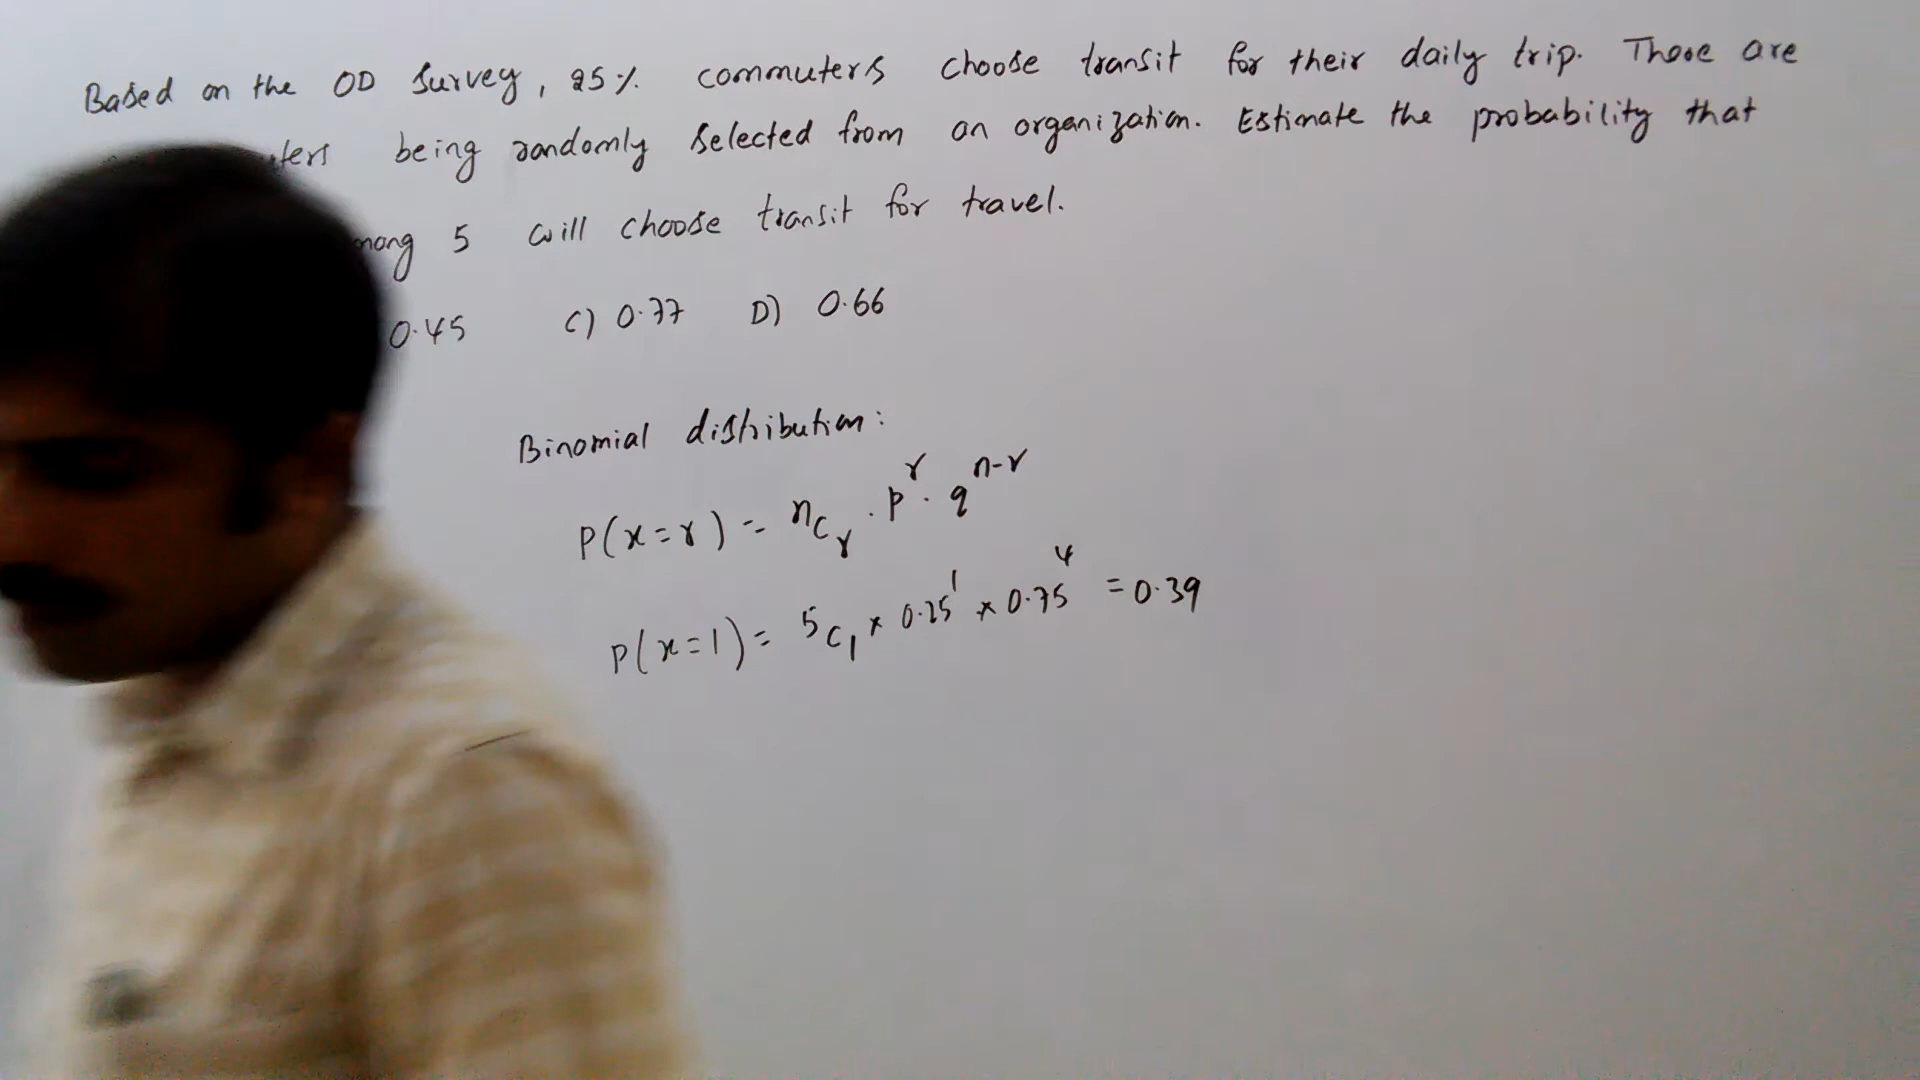 Based on the OD Survey, 25% commuters choose transit for their daily trip. There are
being randomly selected from an organization. Estimate the probability that
5 will choose transit for travel.
0.45 C) 0.77 D) 0.66
Binomial distribution:
P(x=r) = nCr . p^r . q^n-r
P(x=1) = 5C1 × 0.25^1 × 0.75^4 = 0.39